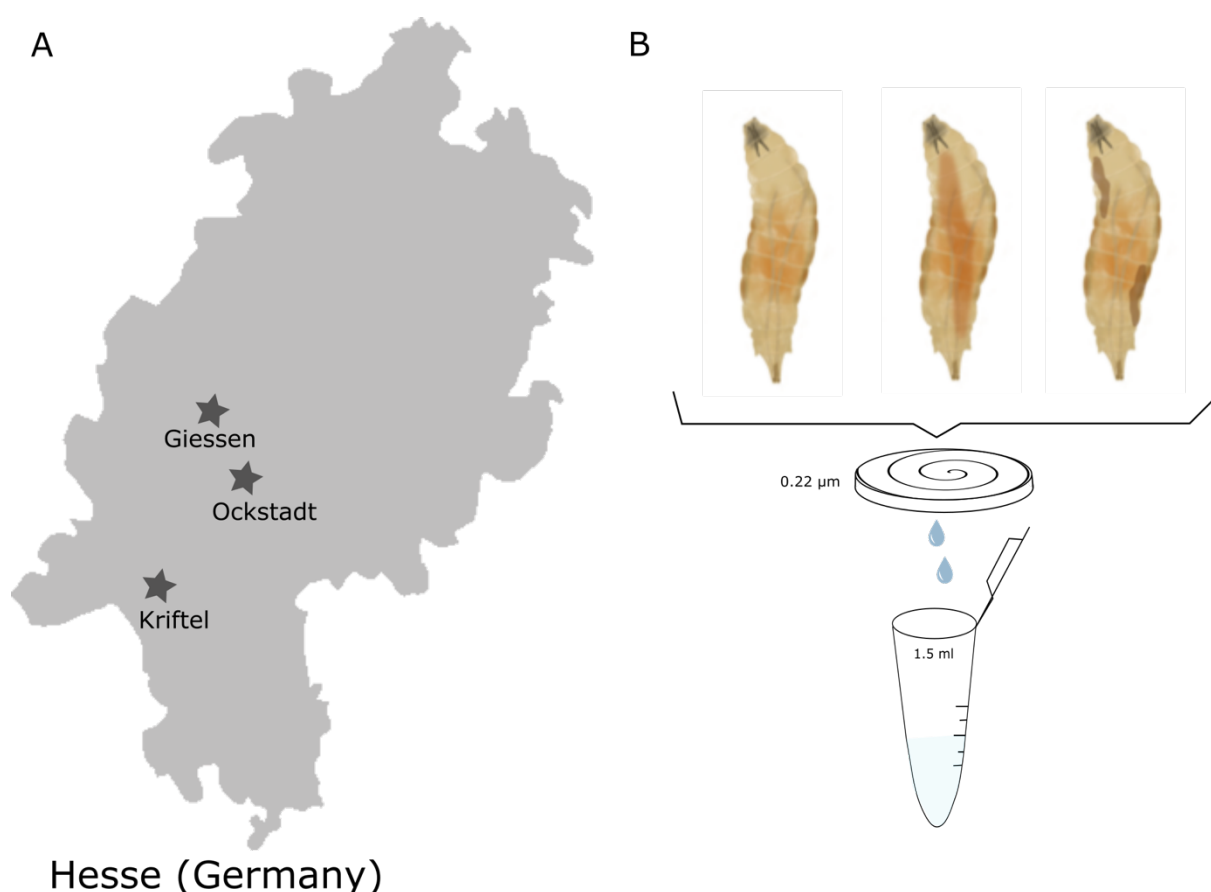 A
Giessen
Ockstadt
Kriftel
Hesse (Germany)
B
0.22 µm
1.5 ml